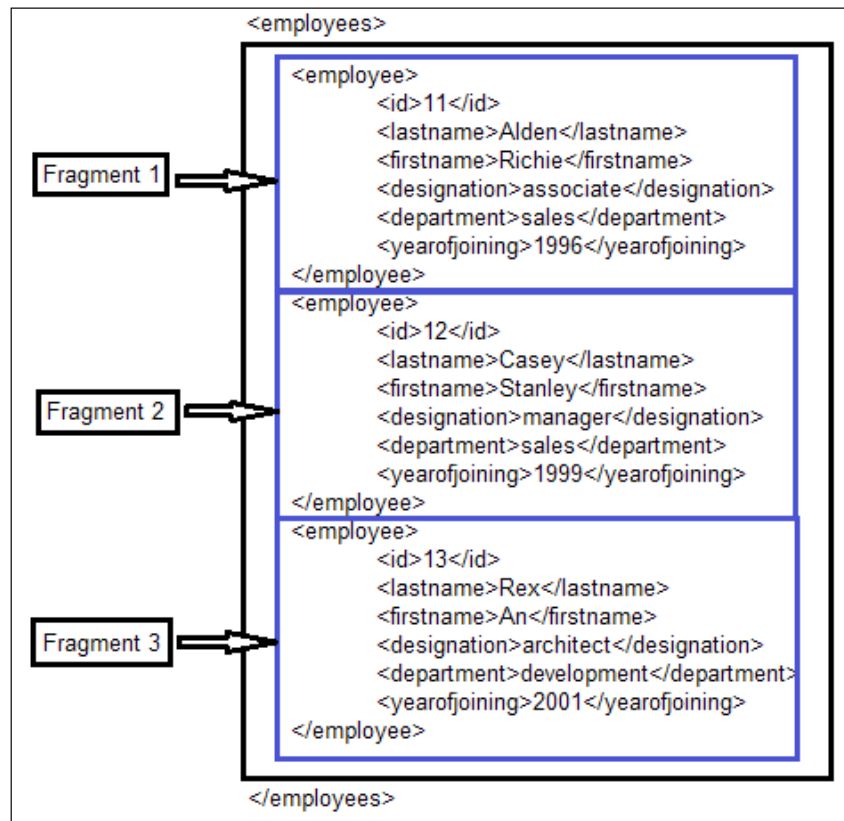 <employees>
<employee>
<id>11</id>
<lastname>Alden</lastname>
<firstname>Richie</firstname>
Fragment 1
<designation>associate</designation>
<department>sales</department>
<yearofjoining>1996</yearofjoining>
</employee>
<employee>
<id>12</id>
<lastname>Casey</lastname>
<firstname>Stanley</firstname>
Fragment 2
<designation>manager</designation>
<department>sales</department>
<yearofjoining>1999</yearofjoining>
</employee>
<employee>
<id>13</id>
<lastname>Rex</lastname>
<firstname>An</firstname>
Fragment 3
<designation>architect</designation>
<department>development</department>
<yearofjoining>2001</yearofjoining>
</employee>
</employees>